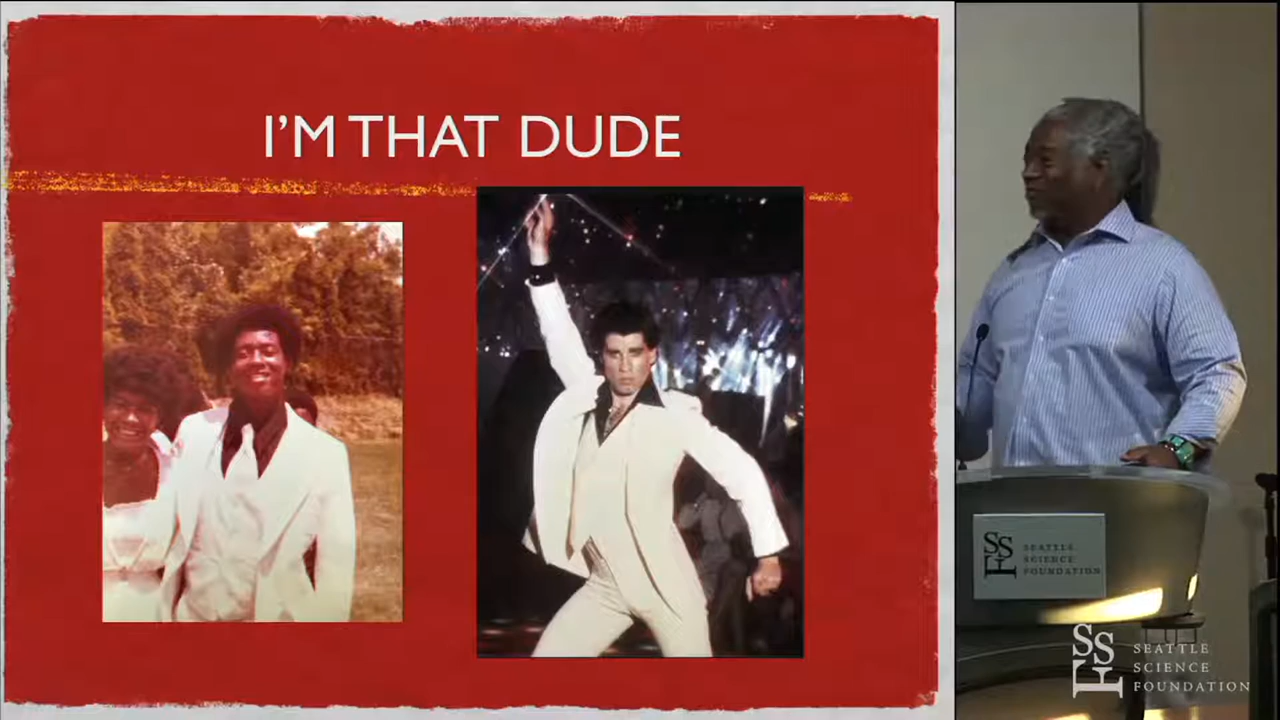 I'M THAT DUDE
SSF
SEATTLE
SCIENCE
FOUNDATION
SSF
SEATTLE
SCIENCE
FOUNDATION